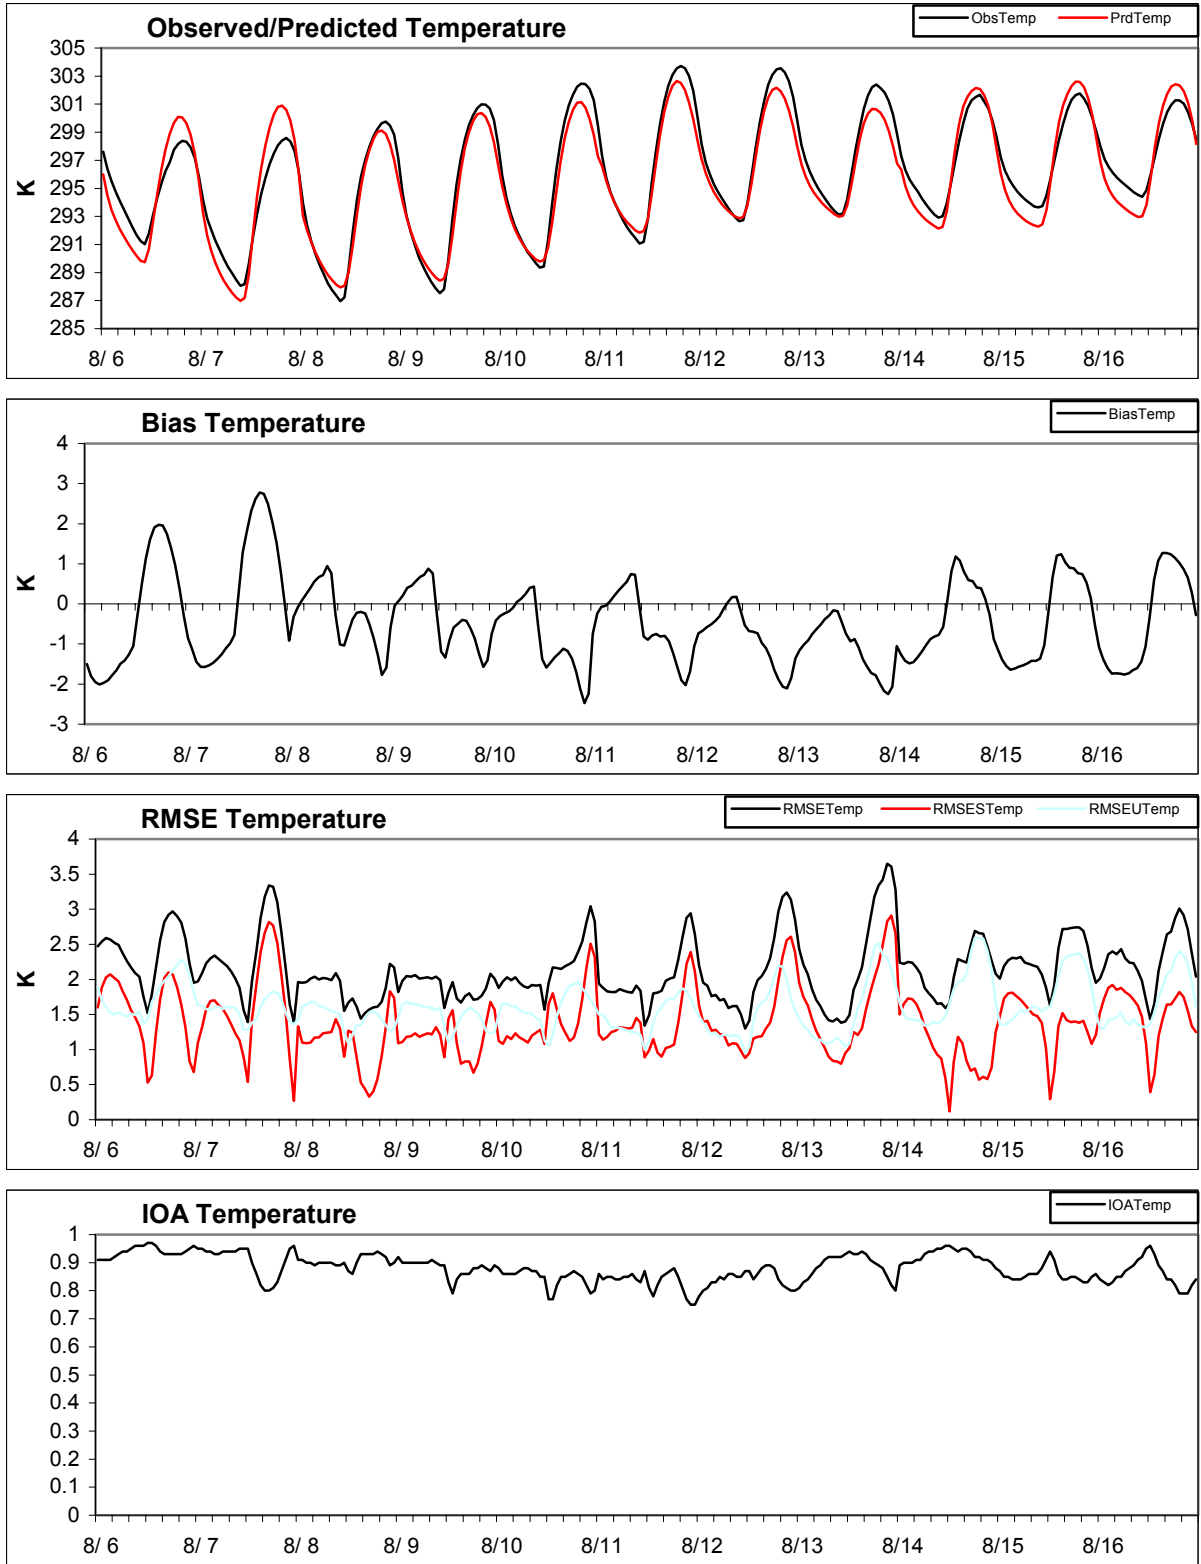 Observed/Predicted Temperature
ObsTemp PrdTemp
305
303
301
299
297
295
293
291
289
287
285
K
8/ 6 8/ 7 8/ 8 8/ 9 8/10 8/11 8/12 8/13 8/14 8/15 8/16
Bias Temperature
BiasTemp
4
3
2
1
0
-1
-2
-3
K
8/ 6 8/ 7 8/ 8 8/ 9 8/10 8/11 8/12 8/13 8/14 8/15 8/16
RMSE Temperature
RMSETemp RMSESTemp RMSEUTemp
4
3.5
3
2.5
2
1.5
1
0.5
0
K
8/ 6 8/ 7 8/ 8 8/ 9 8/10 8/11 8/12 8/13 8/14 8/15 8/16
IOA Temperature
IOATemp
1
0.9
0.8
0.7
0.6
0.5
0.4
0.3
0.2
0.1
0
8/ 6 8/ 7 8/ 8 8/ 9 8/10 8/11 8/12 8/13 8/14 8/15 8/16